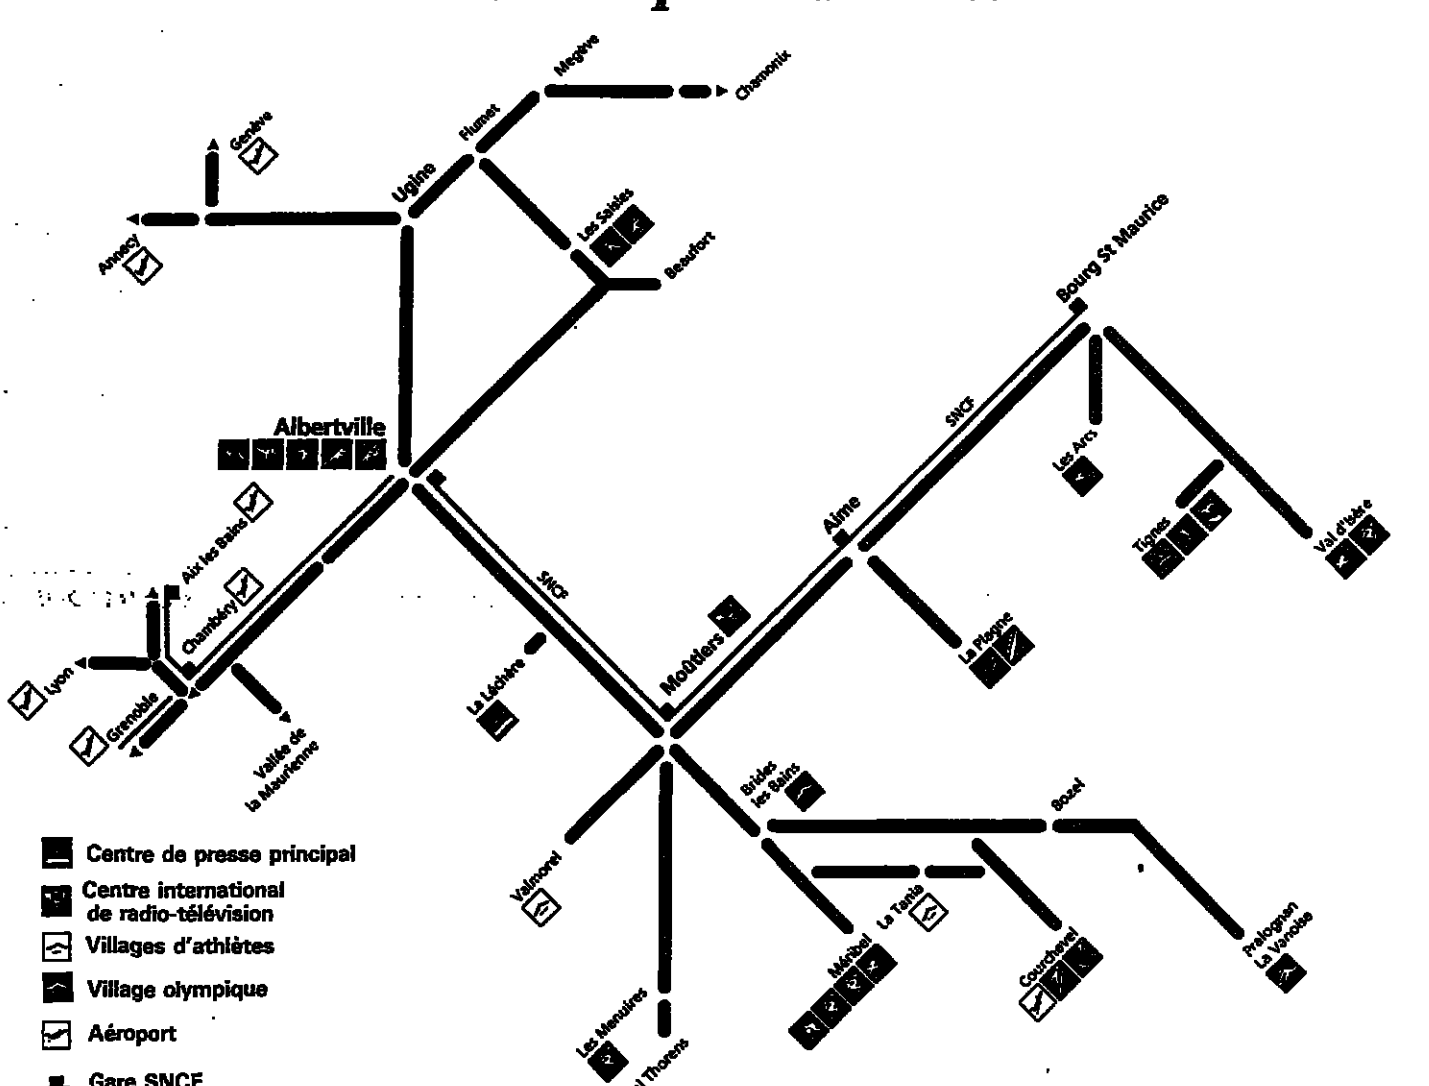 Megève
Chamonix
Flumet
Genève
Ugine
Les Saisies
Annecy
Beaufort
Bourg St Maurice
SNCF
Albertville
Les Arcs
Aix les Bains
Aime
Tignes
Val d'Isère
SNCF
Chambéry
Moûtiers
La Plagne
Lyon
La Léchère
Grenoble
Vallée de
la Maurienne
Brides
les Bains
Bozel
Centre de presse principal
Centre international
de radio-télévision
Valmorel
La Tania
Villages d'athlètes
Méribel
Courchevel
Pralognan
La Vanoise
Village olympique
Les Menuires
Aéroport
Thorens
Gare SNCF